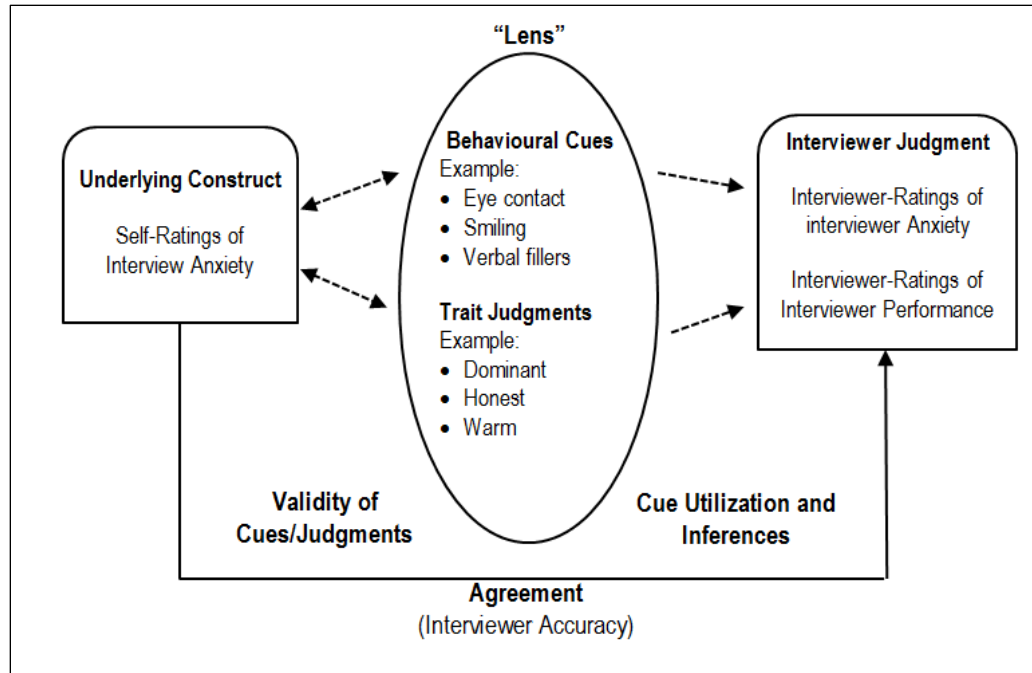 “Lens”
Underlying Construct
Self-Ratings of
Interview Anxiety
Behavioural Cues
Example:
• Eye contact
• Smiling
• Verbal fillers
Trait Judgments
Example:
• Dominant
• Honest
• Warm
Interviewer Judgment
Interviewer-Ratings of
interviewer Anxiety
Interviewer-Ratings of
Interviewer Performance
Validity of
Cues/Judgments
Cue Utilization and
Inferences
Agreement
(Interviewer Accuracy)